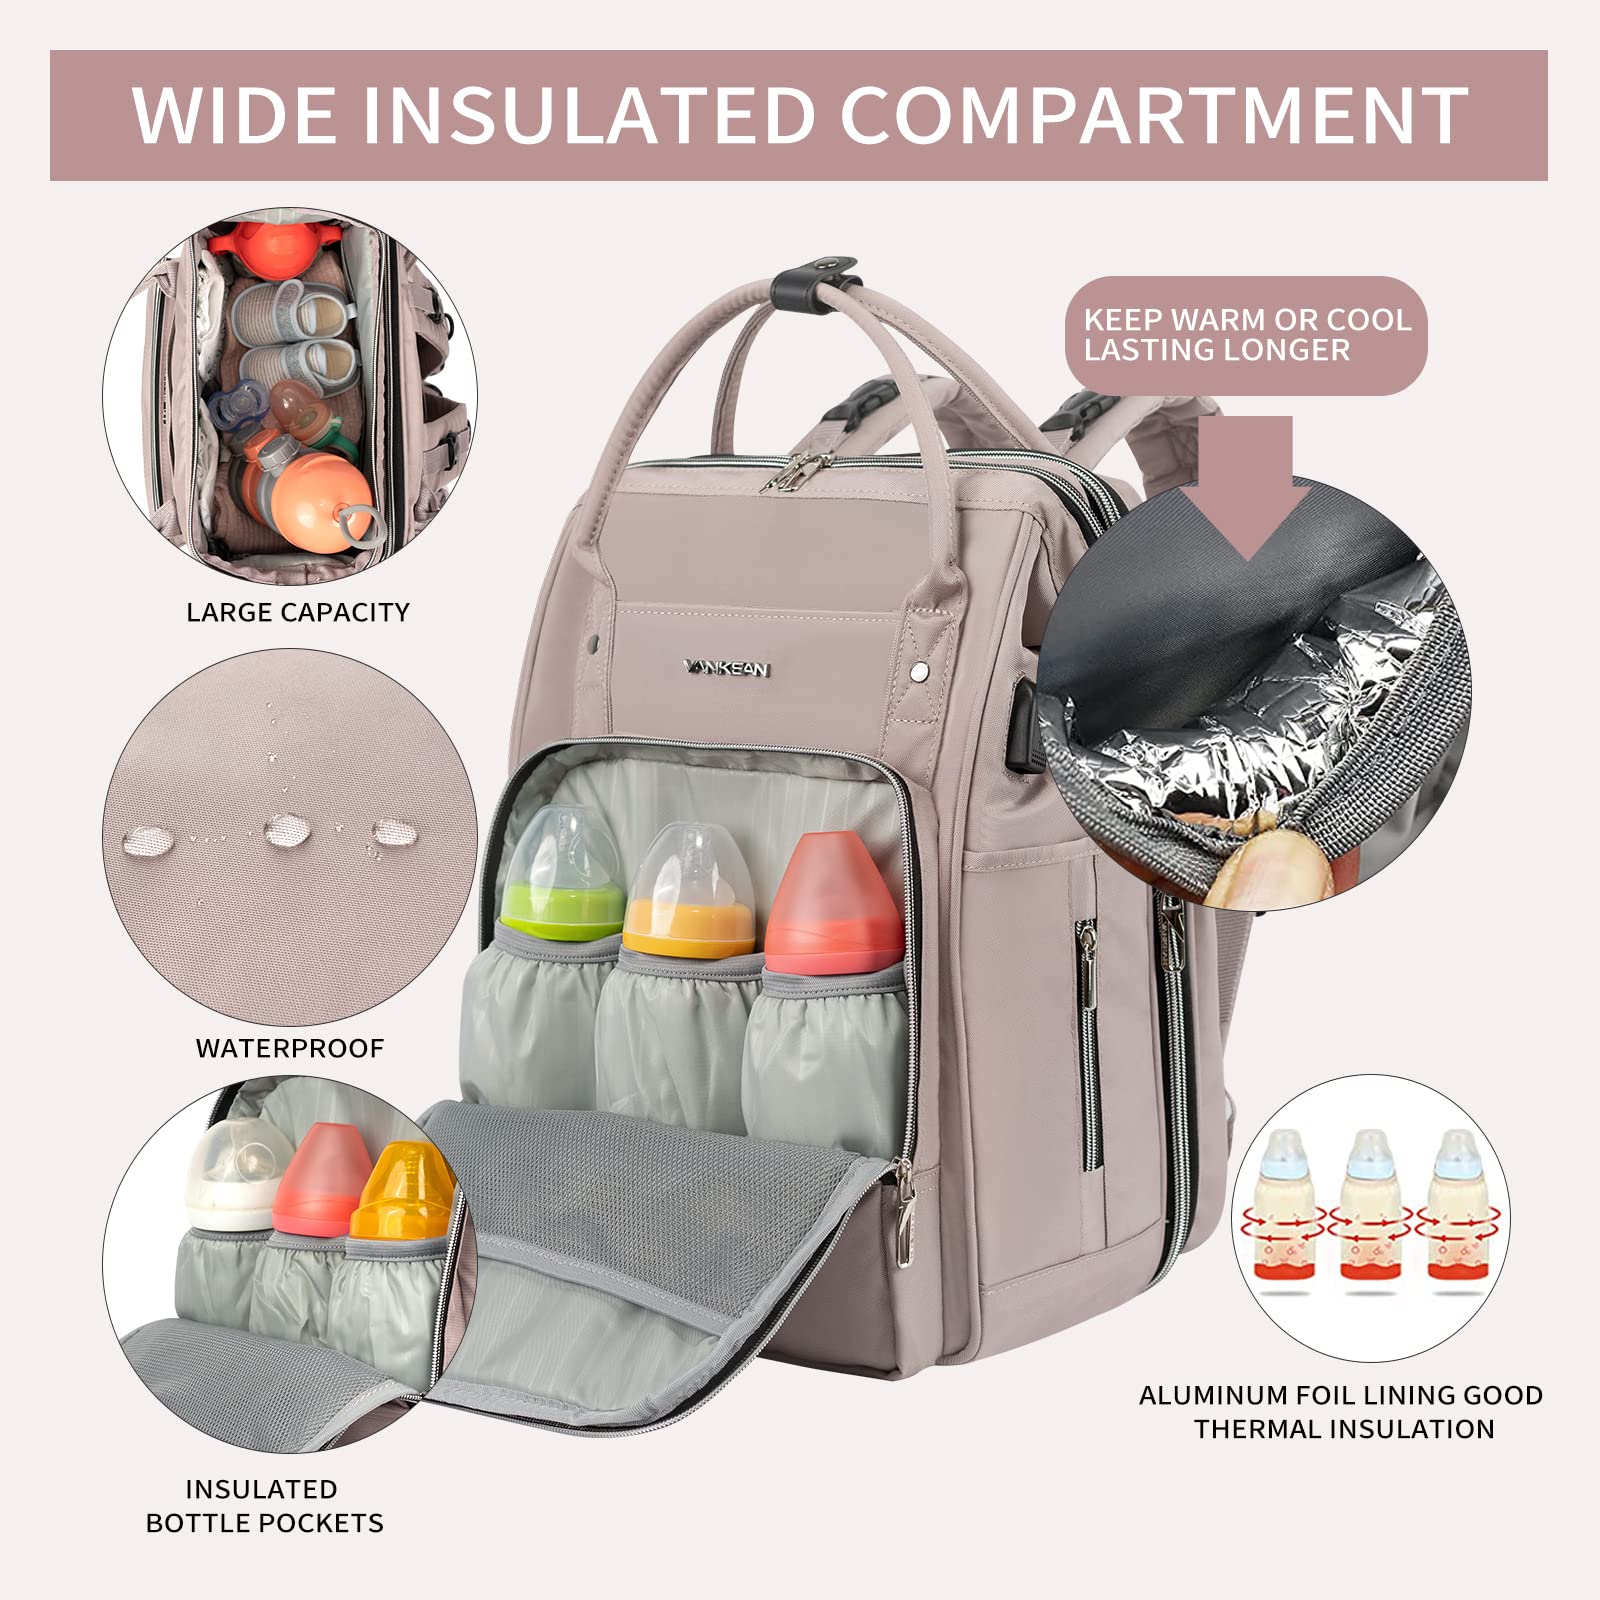 WIDE INSULATED COMPARTMENT
KEEP WARM OR COOL
LASTING LONGER
LARGE CAPACITY
VANKEAN
WATERPROOF
INSULATED
BOTTLE POCKETS
ALUMINUM FOIL LINING GOOD
THERMAL INSULATION